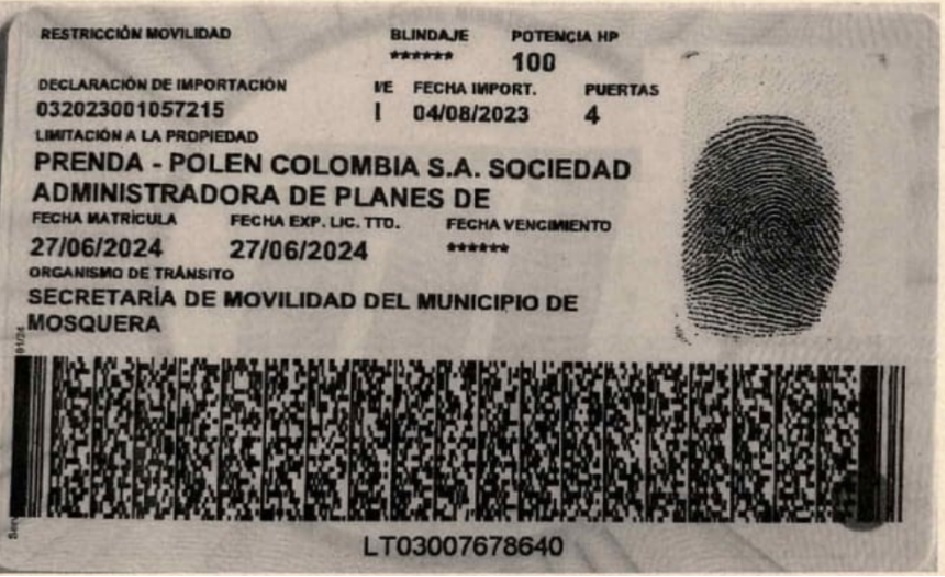 RESTRICCIÓN MOVILIDAD BLINDAJE POTENCIA HP
****** 100
DECLARACIÓN DE IMPORTACIÓN I/E FECHA IMPORT. PUERTAS
032023001057215 I 04/08/2023 4
LIMITACIÓN A LA PROPIEDAD
PRENDA - POLEN COLOMBIA S.A. SOCIEDAD
ADMINISTRADORA DE PLANES DE
FECHA MATRÍCULA FECHA EXP. LIC. TTO. FECHA VENCIMIENTO
27/06/2024 27/06/2024 ******
ORGANISMO DE TRÁNSITO
SECRETARÍA DE MOVILIDAD DEL MUNICIPIO DE
MOSQUERA
LT03007678640